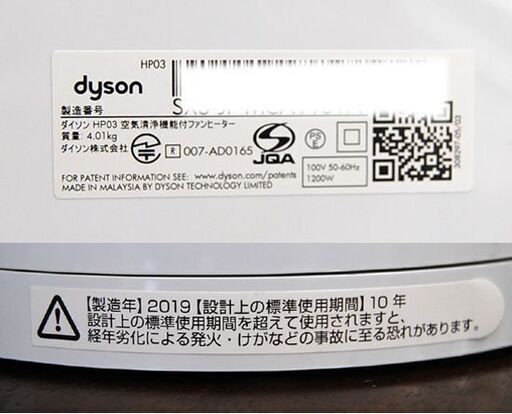 HP03
dyson
製造番号
ダイソン HP03 空気清浄機能付ファンヒーター
質量: 4.01kg
ダイソン株式会社
R 007-AD0165
JQA
PS
E
100V 50-60Hz
1200W
FOR PATENT INFORMATION SEE: www.dyson.com/patents
MADE IN MALAYSIA BY DYSON TECHNOLOGY LIMITED
308297-05/03
【製造年】2019【設計上の標準使用期間】10 年
設計上の標準使用期間を超えて使用されますと、
経年劣化による発火・けがなどの事故に至る恐れがあります。